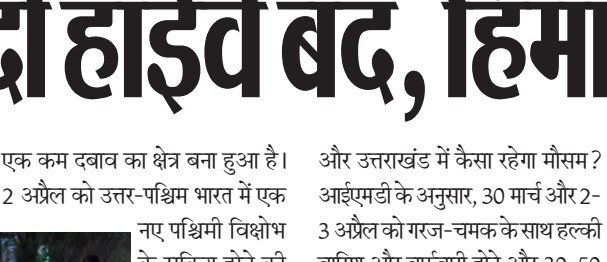 दो हाईवे बंद, हिमा
एक कम दबाव का क्षेत्र बना हुआ है।
2 अप्रैल को उत्तर-पश्चिम भारत में एक
नए पश्चिमी विक्षोभ
और उत्तराखंड में कैसा रहेगा मौसम?
आईएमडी के अनुसार, 30 मार्च और 2-
3 अप्रैल को गरज-चमक के साथ हल्की